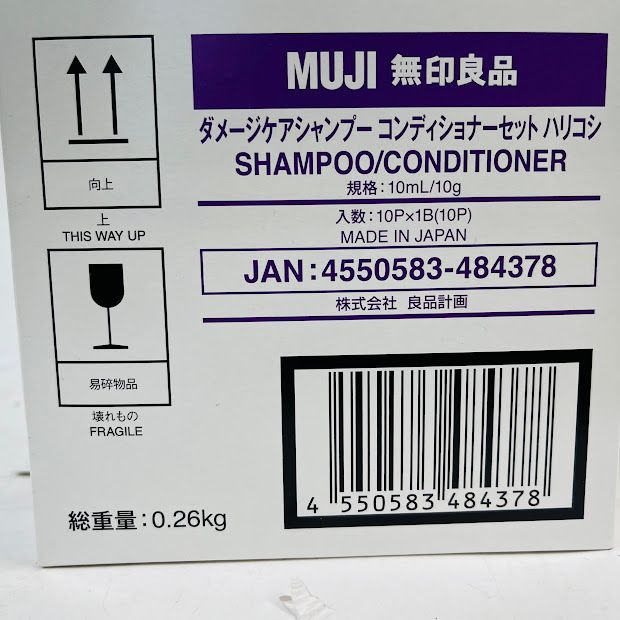 MUJI 無印良品
ダメージケアシャンプー コンディショナーセット ハリコシ
SHAMPOO/CONDITIONER
規格:10mL/10g
入数:10P×1B(10P)
MADE IN JAPAN
JAN:4550583-484378
株式会社 良品計画
向上
上
THIS WAY UP
易碎物品
壊れもの
FRAGILE
総重量:0.26kg
4 550583 484378